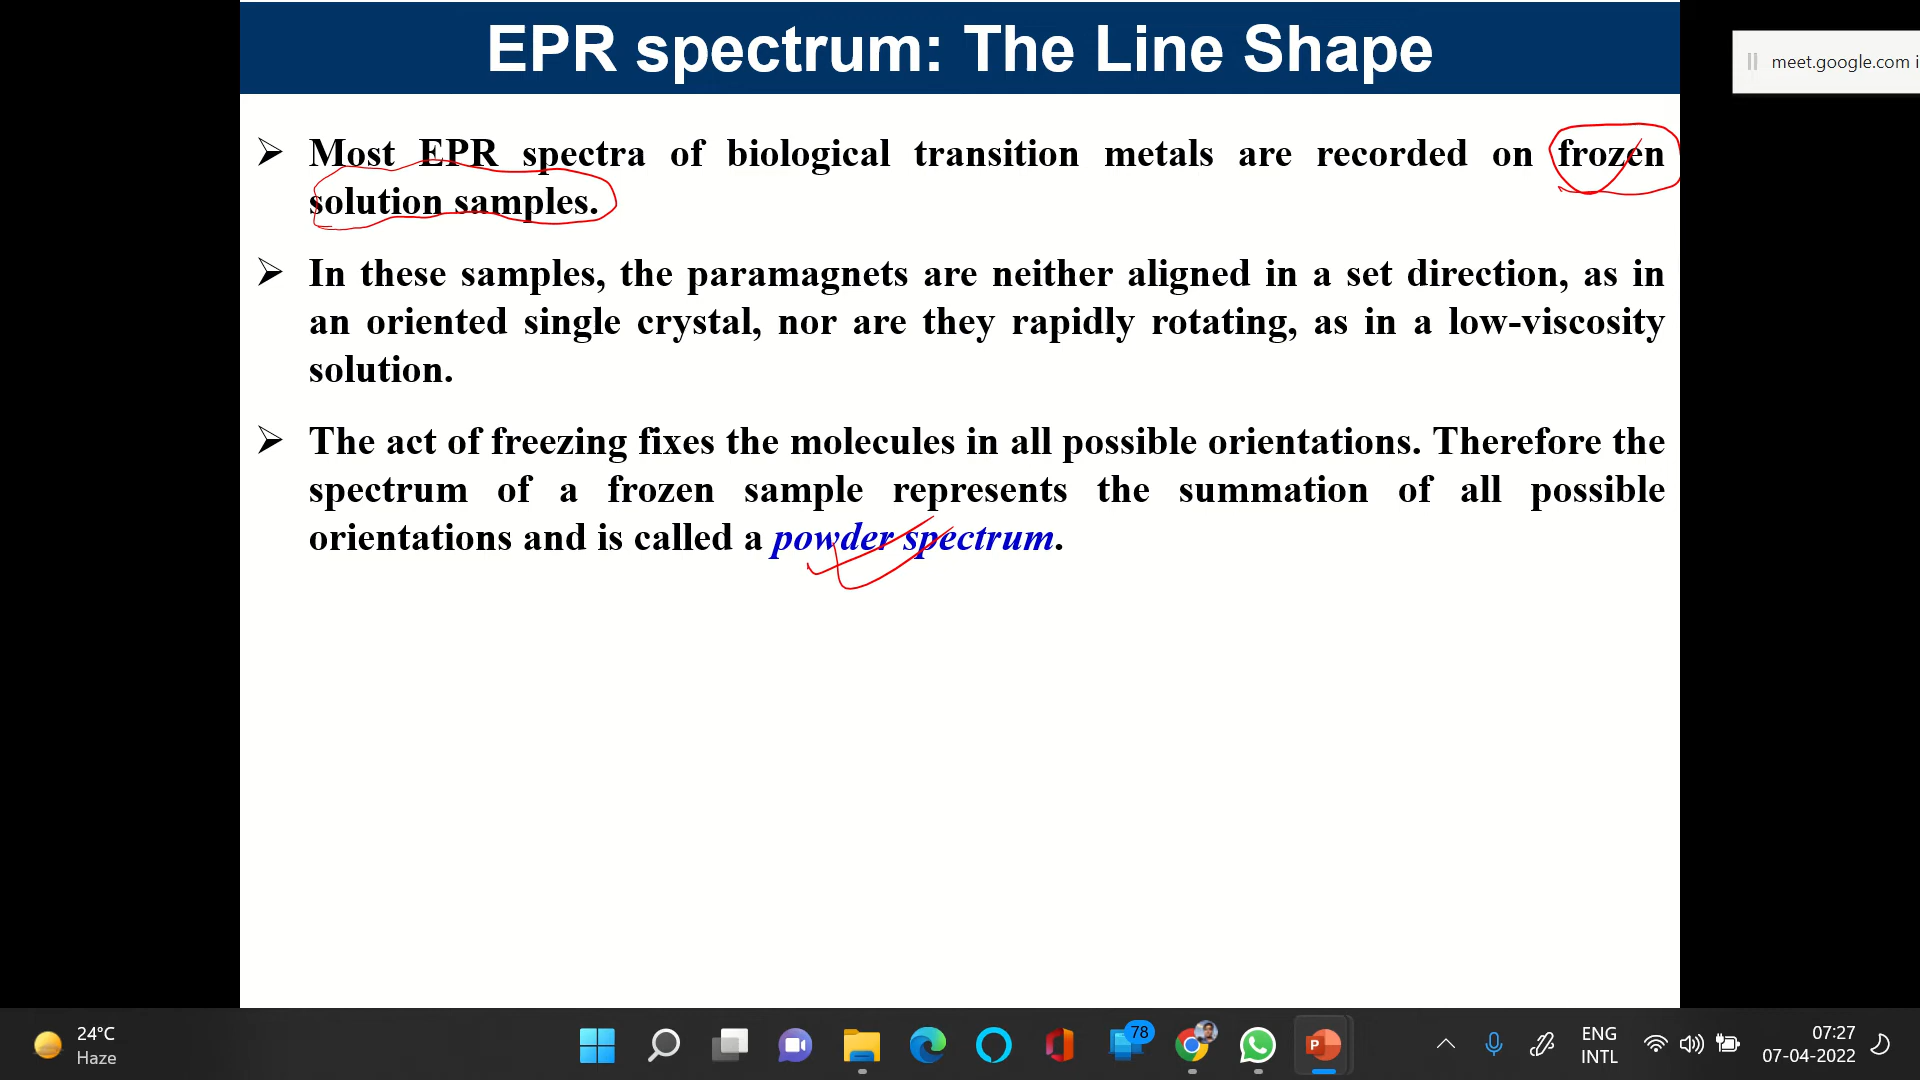 EPR spectrum: The Line Shape
meet.google.com i
Most EPR spectra of biological transition metals are recorded on frozen
solution samples.
In these samples, the paramagnets are neither aligned in a set direction, as in
an oriented single crystal, nor are they rapidly rotating, as in a low-viscosity
solution.
The act of freezing fixes the molecules in all possible orientations. Therefore the
spectrum of a frozen sample represents the summation of all possible
orientations and is called a powder spectrum.
24°C
Haze
78
P
ENG
INTL
07:27
07-04-2022